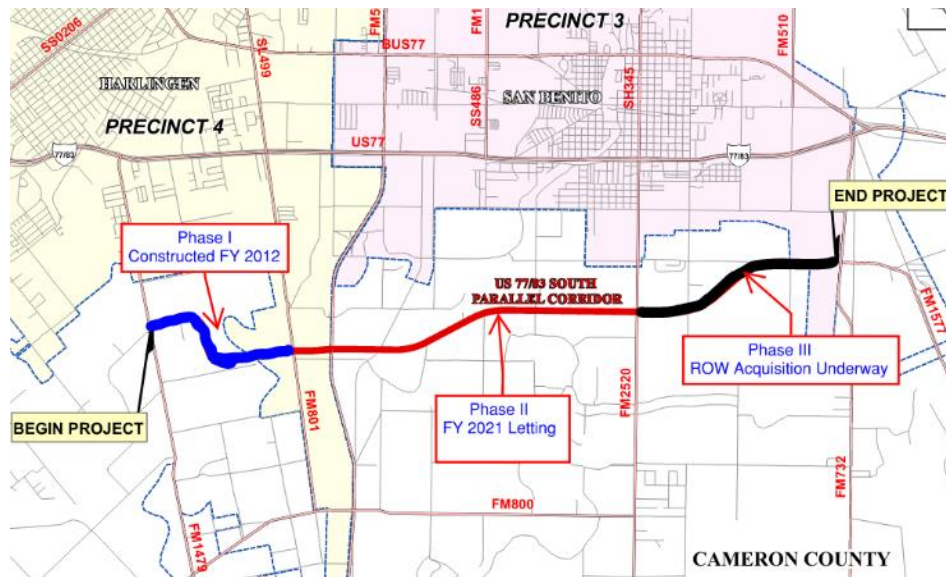 PRECINCT 3
SS0206
SL499
FM5
BUS77
FM1
FM510
HARLINGEN
PRECINCT 4
SS486
SAN BENITO
SH345
US77
77/83
77/83
77/83
END PROJECT
Phase I
Constructed FY 2012
US 77/83 SOUTH
PARALLEL CORRIDOR
FM1577
Phase III
ROW Acquisition Underway
Phase II
FY 2021 Letting
BEGIN PROJECT
FM801
FM2520
FM732
FM800
FM1479
CAMERON COUNTY